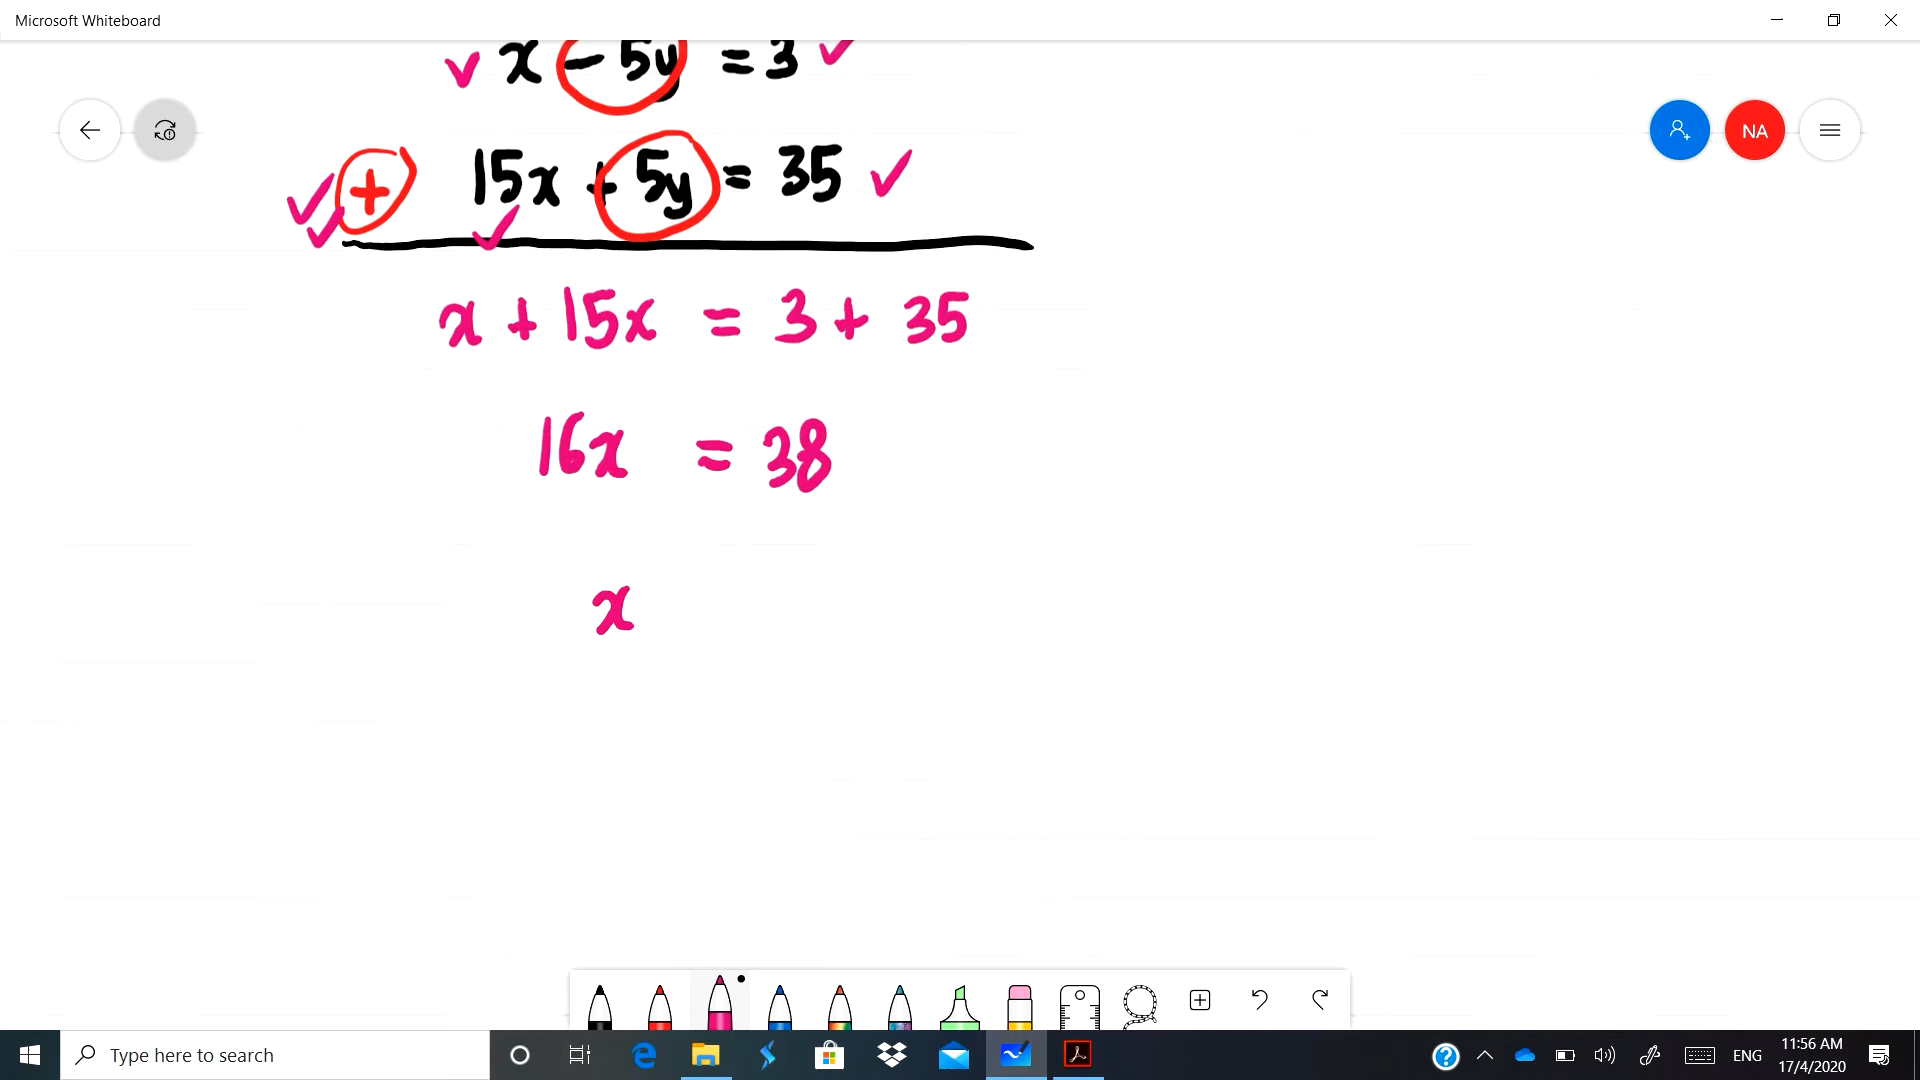 Microsoft Whiteboard
x - 5y = 3
+ 15x + 5y = 35
NA
x + 15x = 3 + 35
16x = 38
x
Type here to search
ENG
11:56 AM
17/4/2020